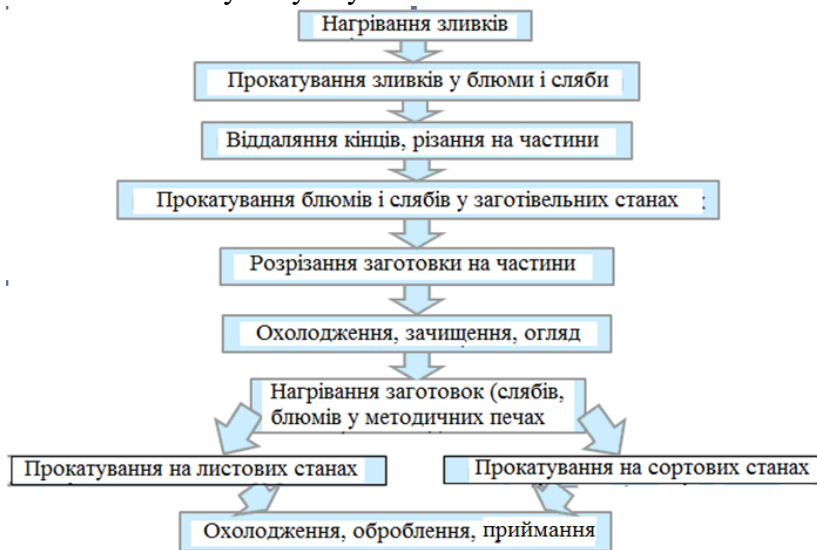 Нагрівання зливків
Прокатування зливків у блюми і сляби
Віддаляння кінців, різання на частини
Прокатування блюмів і слябів у заготівельних станах
Розрізання заготовки на частини
Охолодження, зачищення, огляд
Нагрівання заготовок (слябів,
блюмів у методичних печах
Прокатування на листових станах
Прокатування на сортових станах
Охолодження, оброблення, приймання